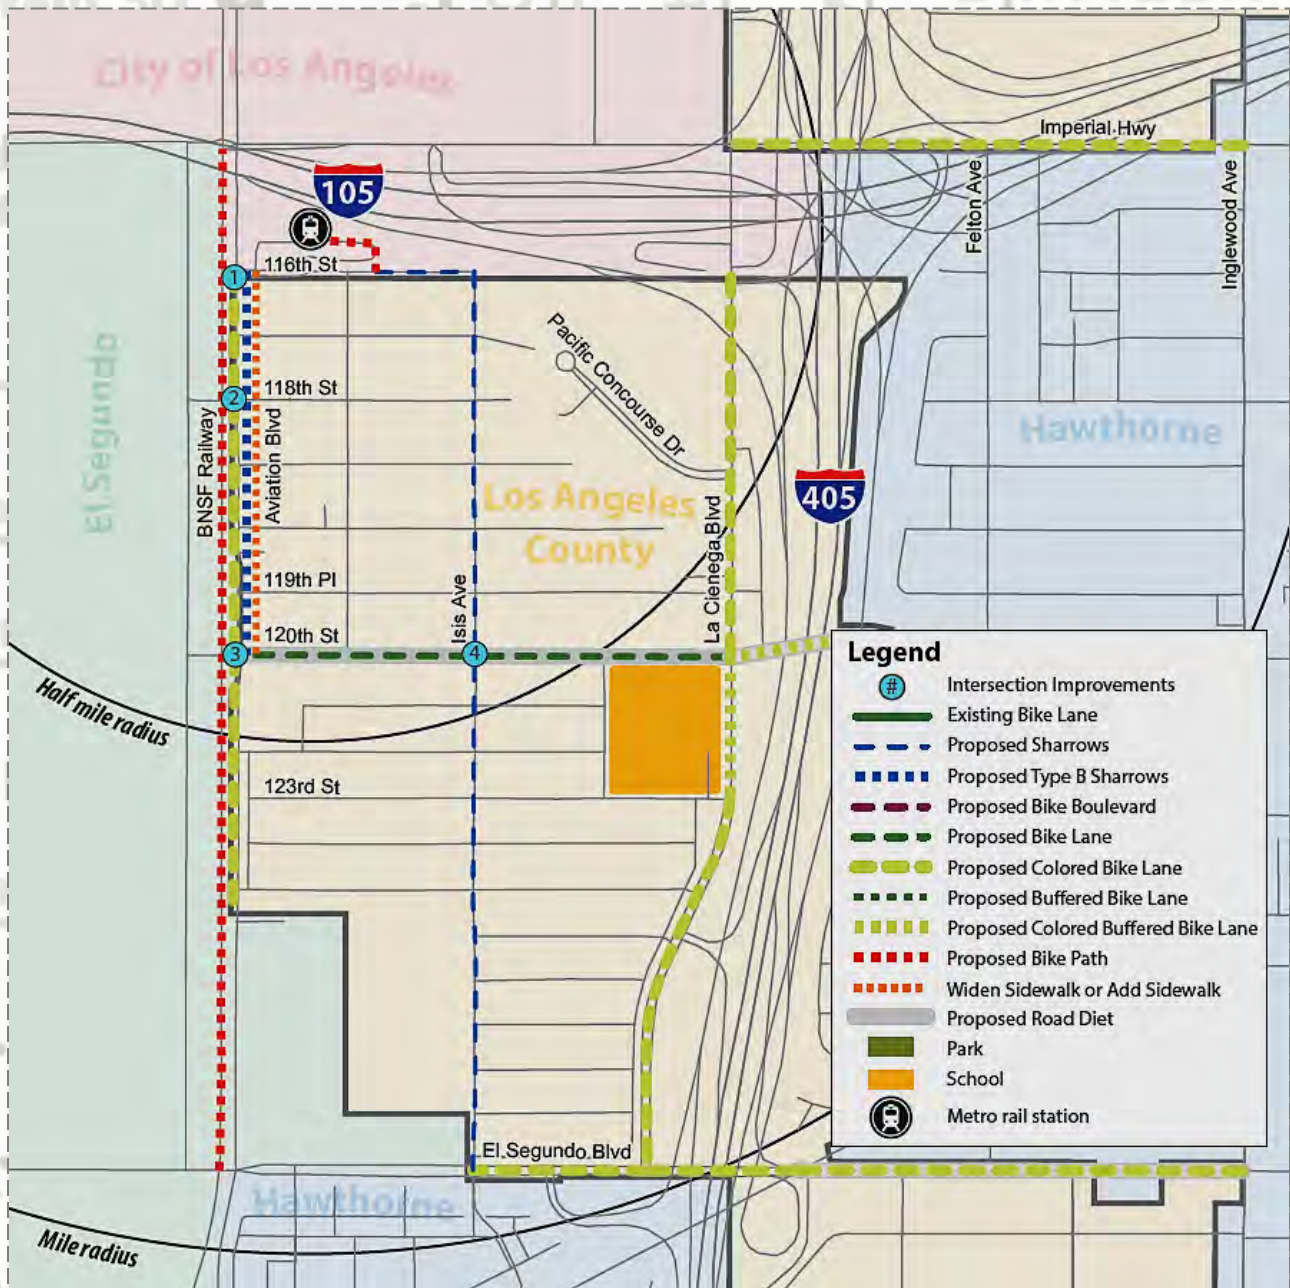 City of Los Angeles
Imperial Hwy
105
Felton Ave
Inglewood Ave
116th St
1
Pacific Concourse Dr
El Segundo
118th St
2
BNSF Railway
Aviation Blvd
Hawthorne
Los Angeles
County
405
La Cienega Blvd
119th Pl
Isis Ave
120th St
3
4
Half mile radius
123rd St
El Segundo Blvd
Hawthorne
Mile radius
Legend
# Intersection Improvements
Existing Bike Lane
Proposed Sharrows
Proposed Type B Sharrows
Proposed Bike Boulevard
Proposed Bike Lane
Proposed Colored Bike Lane
Proposed Buffered Bike Lane
Proposed Colored Buffered Bike Lane
Proposed Bike Path
Widen Sidewalk or Add Sidewalk
Proposed Road Diet
Park
School
Metro rail station